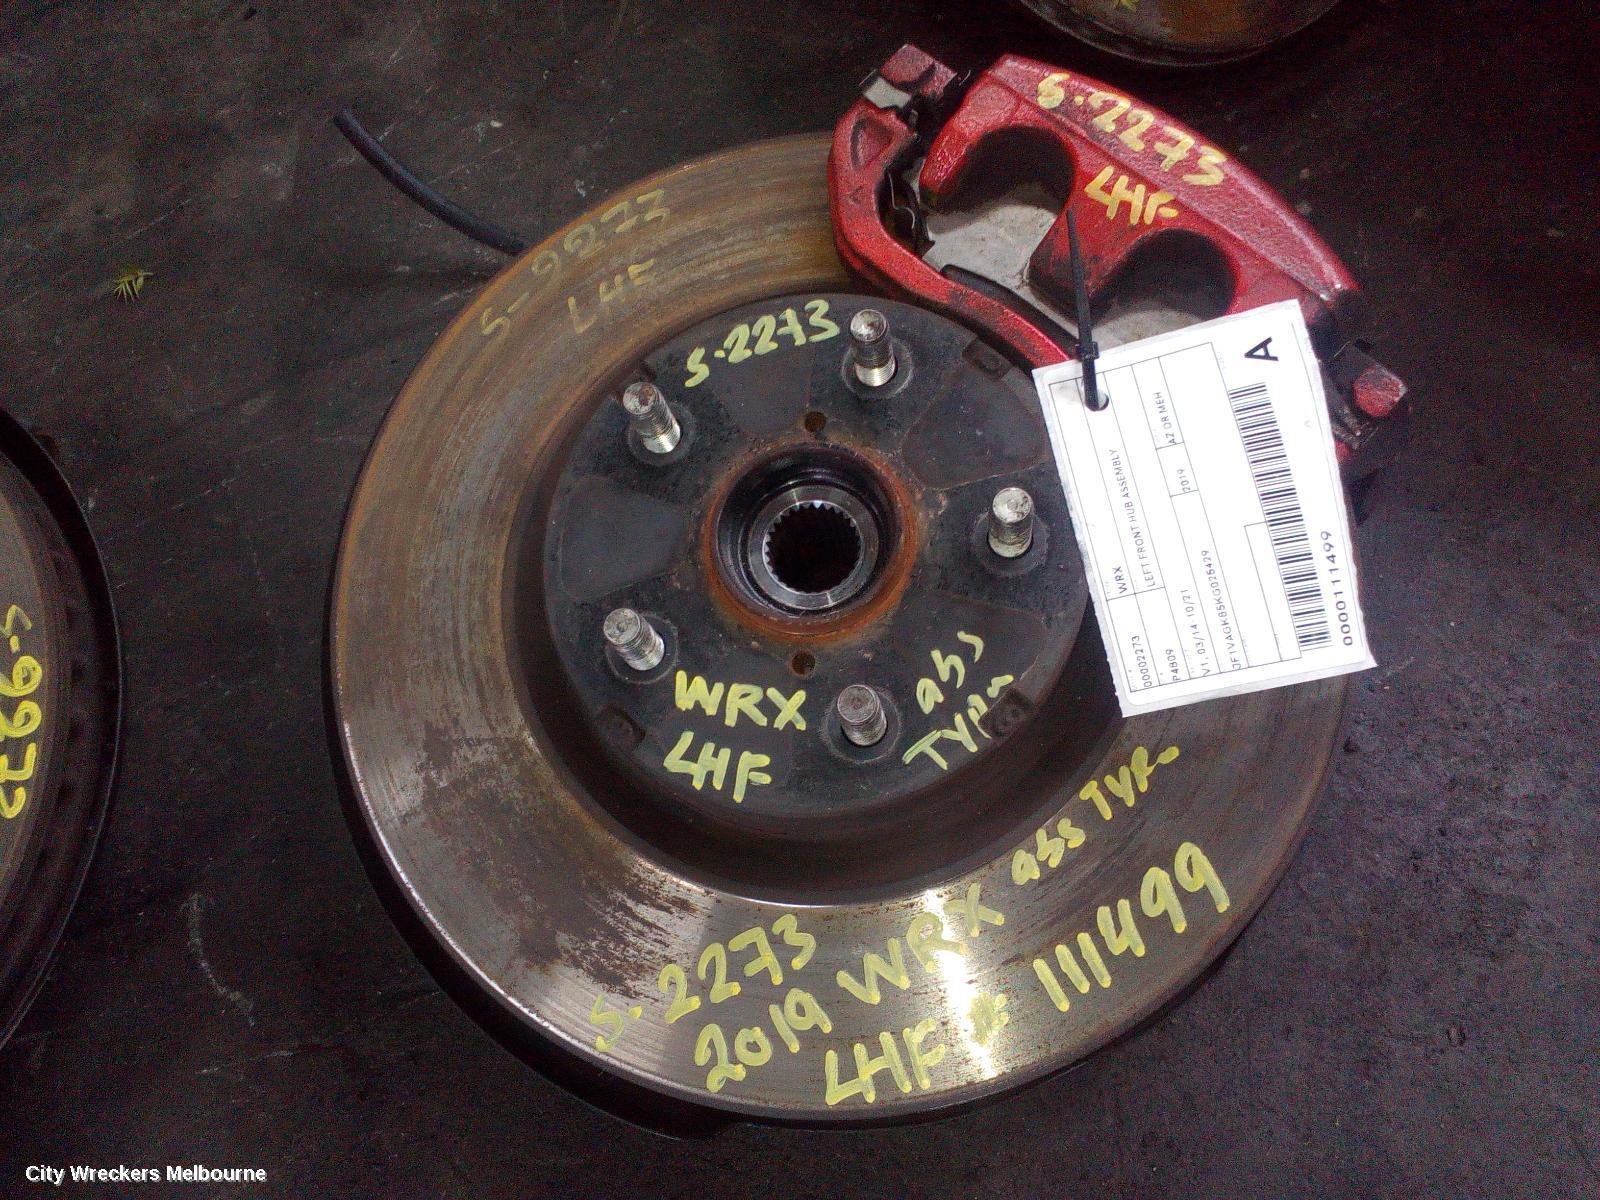 S-2273
LHF
S-2273
LHF
S-2273
WRX
LHF
abs
TYPe
S-2273
2019 WRX abs TYPe
LHF # 111499
A
0000111499
WRX
00002273
LEFT FRONT HUB ASSEMBLY
P4809
2019
AZ OR MEH
V1, 03/14 10/21
JF1VAGK85KG025429
S-2273
City Wreckers Melbourne